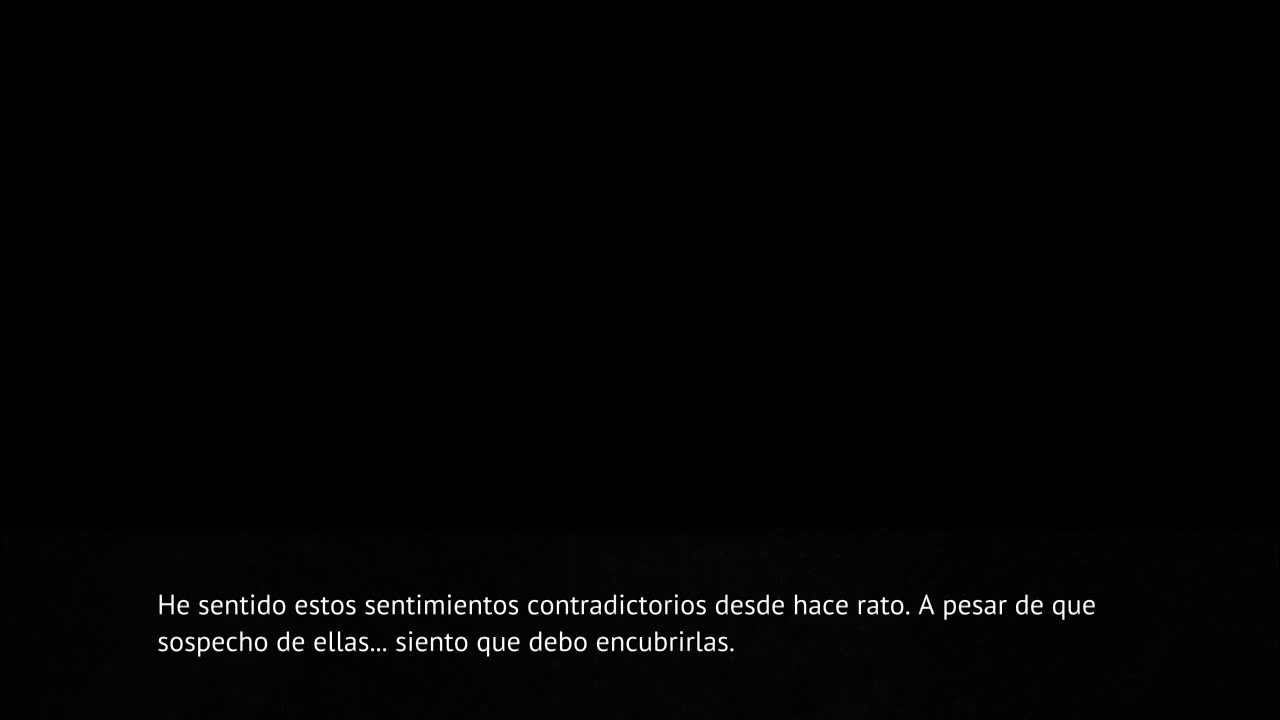 He sentido estos sentimientos contradictorios desde hace rato. A pesar de que
sospecho de ellas... siento que debo encubrirlas.